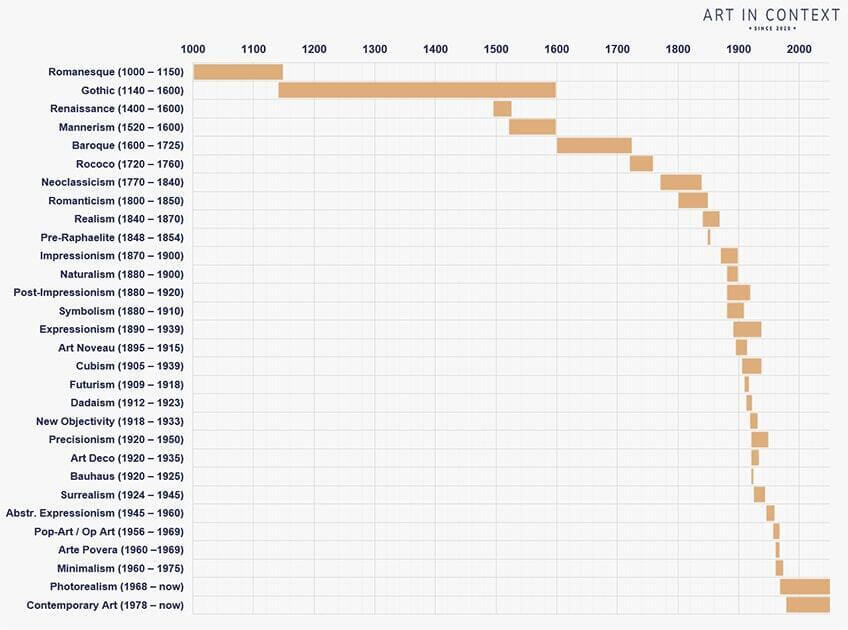 ART IN CONTEXT
• SINCE 2020 •
1000 1100 1200 1300 1400 1500 1600 1700 1800 1900 2000
Romanesque (1000 – 1150)
Gothic (1140 – 1600)
Renaissance (1400 – 1600)
Mannerism (1520 – 1600)
Baroque (1600 – 1725)
Rococo (1720 – 1760)
Neoclassicism (1770 – 1840)
Romanticism (1800 – 1850)
Realism (1840 – 1870)
Pre-Raphaelite (1848 – 1854)
Impressionism (1870 – 1900)
Naturalism (1880 – 1900)
Post-Impressionism (1880 – 1920)
Symbolism (1880 – 1910)
Expressionism (1890 – 1939)
Art Noveau (1895 – 1915)
Cubism (1905 – 1939)
Futurism (1909 – 1918)
Dadaism (1912 – 1923)
New Objectivity (1918 – 1933)
Precisionism (1920 – 1950)
Art Deco (1920 – 1935)
Bauhaus (1920 – 1925)
Surrealism (1924 – 1945)
Abstr. Expressionism (1945 – 1960)
Pop-Art / Op Art (1956 – 1969)
Arte Povera (1960 –1969)
Minimalism (1960 – 1975)
Photorealism (1968 – now)
Contemporary Art (1978 – now)